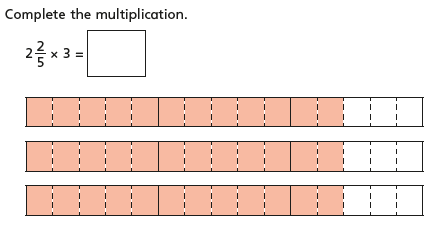 Complete the multiplication.
2 2/5 × 3 =